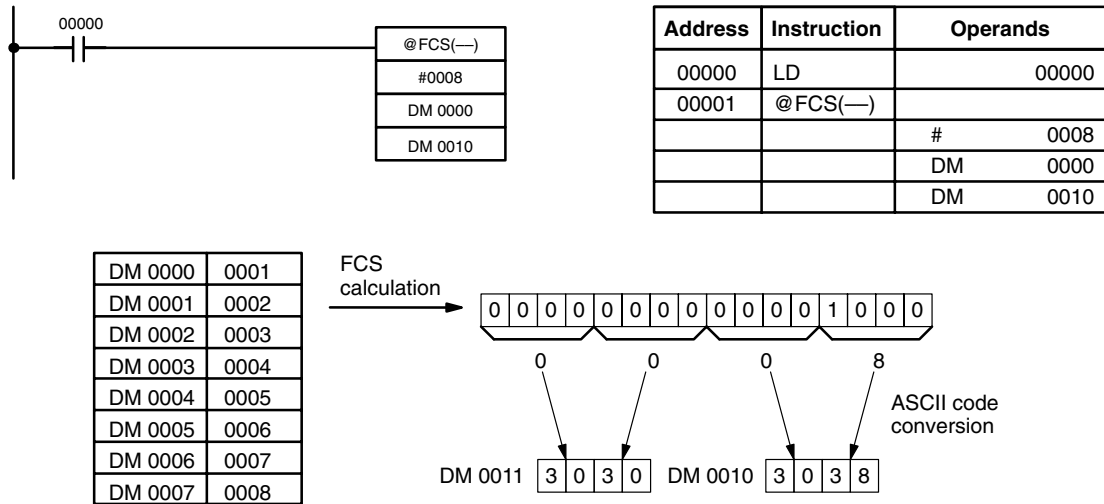 00000
@FCS(––)
#0008
DM 0000
DM 0010
Address Instruction Operands
00000 LD 00000
00001 @FCS(––)
# 0008
DM 0000
DM 0010
DM 0000 0001
DM 0001 0002
DM 0002 0003
DM 0003 0004
DM 0004 0005
DM 0005 0006
DM 0006 0007
DM 0007 0008
FCS
calculation
0 0 0 0 0 0 0 0 0 0 0 0 1 0 0 0
0 0 0 8
ASCII code
conversion
DM 0011 3 0 3 0 DM 0010 3 0 3 8